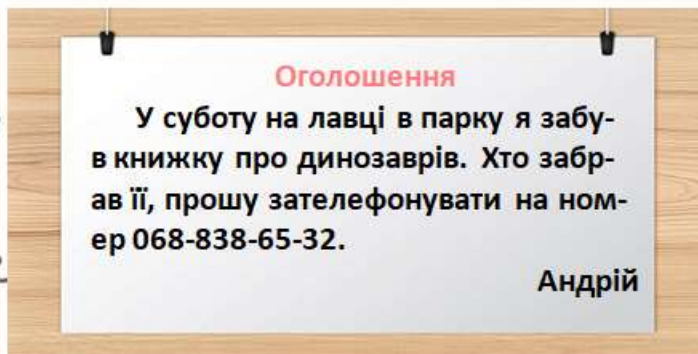 Оголошення
У суботу на лавці в парку я забу-
в книжку про динозаврів. Хто забр-
ав її, прошу зателефонувати на ном-
ер 068-838-65-32.
Андрій